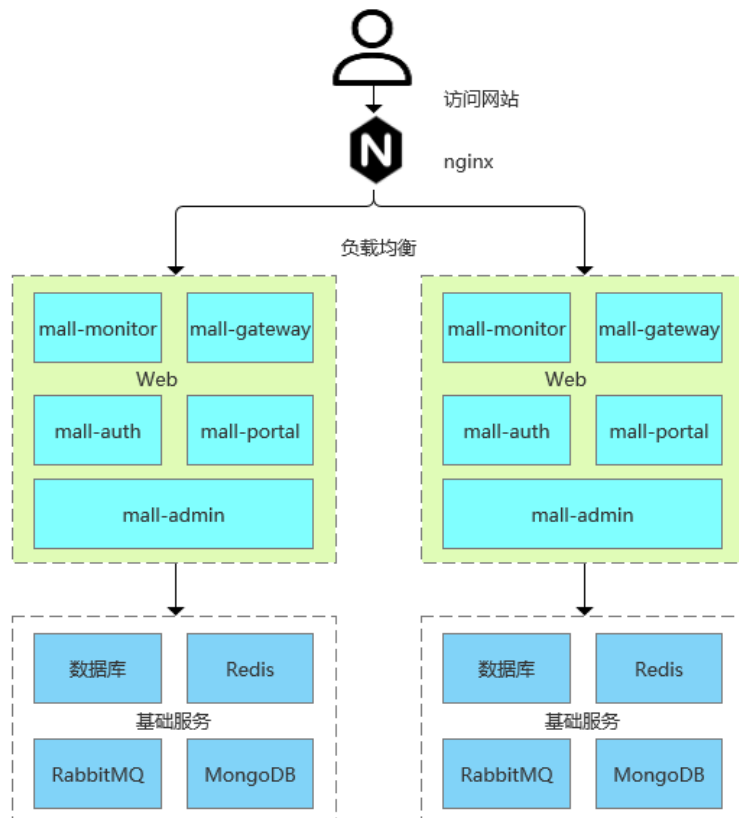 访问网站
N
nginx
负载均衡
mall-monitor
mall-gateway
Web
mall-auth
mall-portal
mall-admin
mall-monitor
mall-gateway
Web
mall-auth
mall-portal
mall-admin
数据库
Redis
基础服务
RabbitMQ
MongoDB
数据库
Redis
基础服务
RabbitMQ
MongoDB